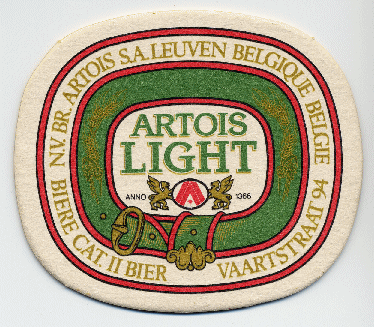 N.V. BR. ARTOIS S.A. LEUVEN BELGIQUE BELGIE
ARTOIS
LIGHT
ANNO 1366
BIERE CAT. II BIER VAARTSTRAAT 94